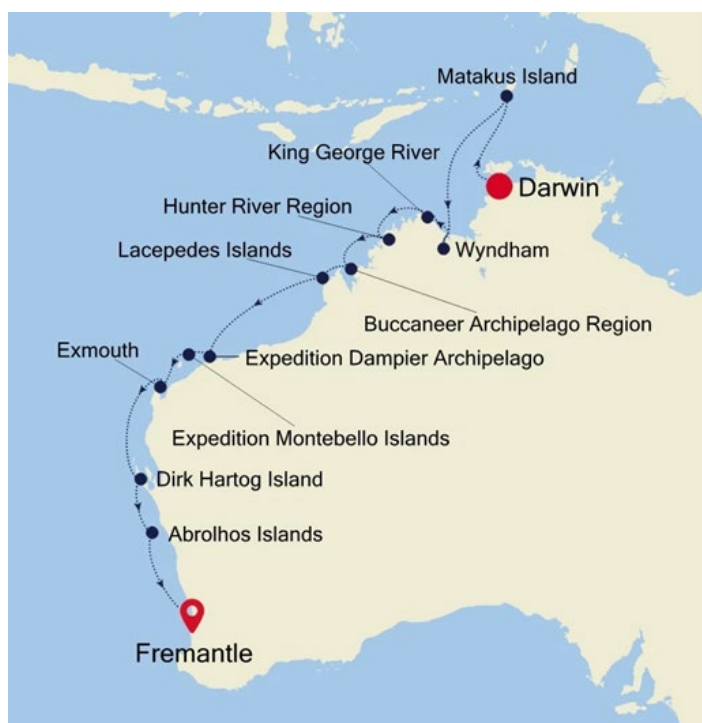 Matakus Island
King George River
Darwin
Hunter River Region
Lacepedes Islands
Wyndham
Buccaneer Archipelago Region
Exmouth
Expedition Dampier Archipelago
Expedition Montebello Islands
Dirk Hartog Island
Abrolhos Islands
Fremantle